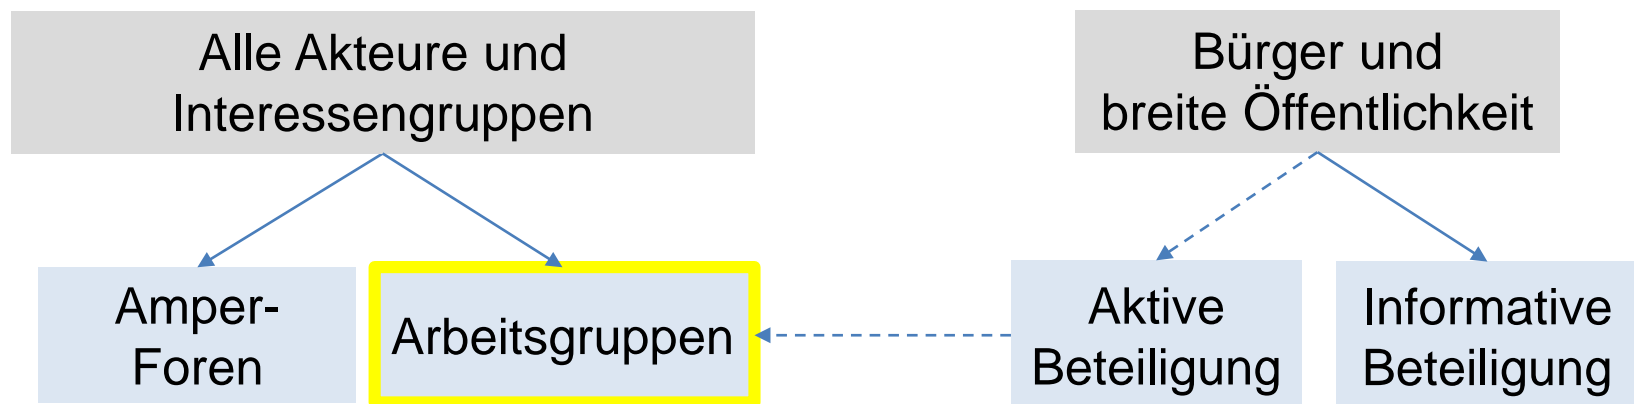 Alle Akteure und
Interessengruppen
Bürger und
breite Öffentlichkeit
Amper-
Foren
Arbeitsgruppen
Aktive
Beteiligung
Informative
Beteiligung